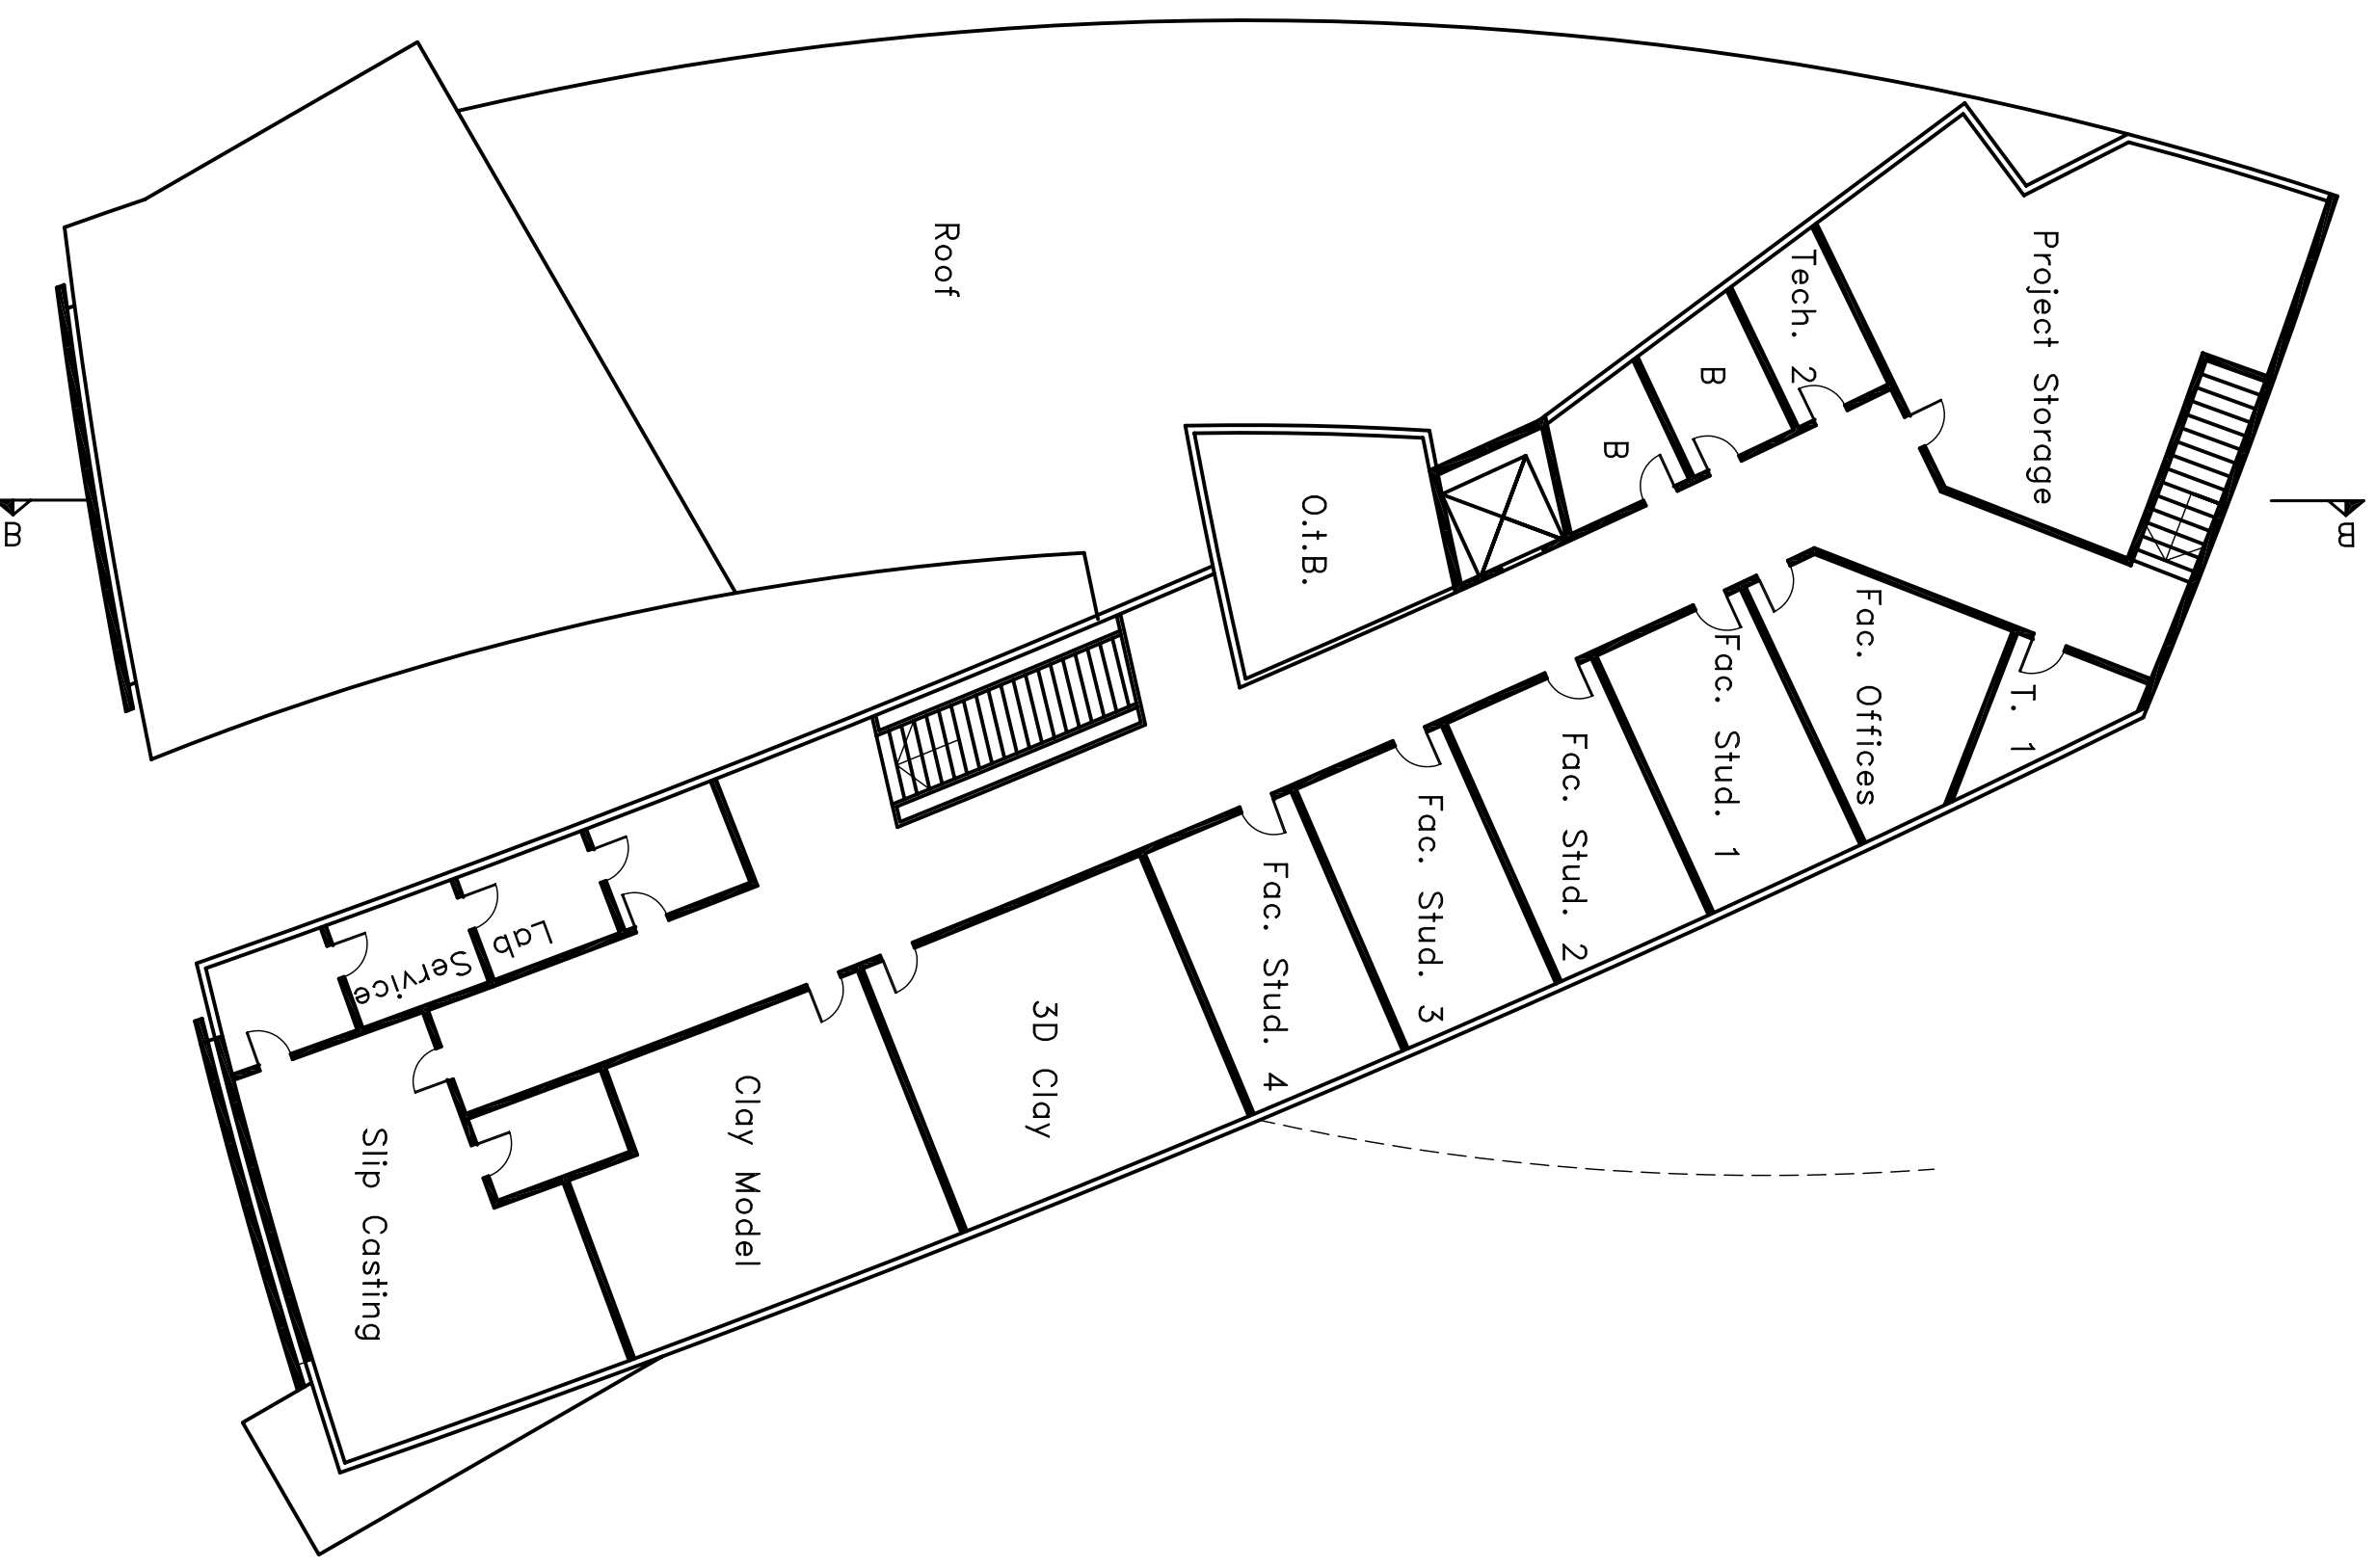 Roof
Project Storage
Tech. 2
B
B
O.t.B.
B
B
Fac. Offices
T. 1
Fac. Stud. 1
Fac. Stud. 2
Fac. Stud. 3
Fac. Stud. 4
3D Clay
Clay Model
Lab
Service
Slip Casting